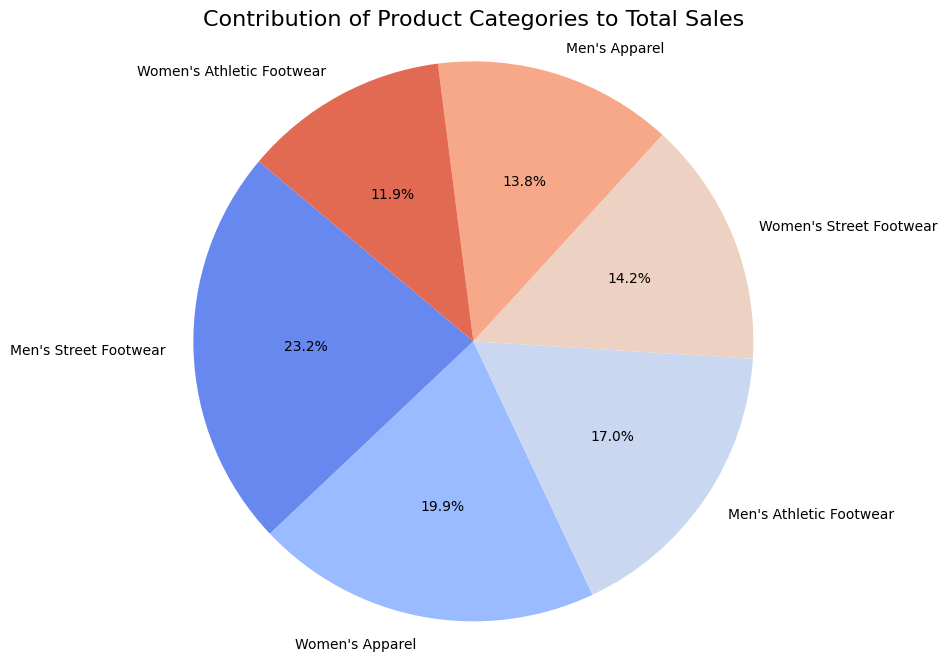 Contribution of Product Categories to Total Sales
Men's Apparel
Women's Athletic Footwear
13.8%
11.9%
Women's Street Footwear
14.2%
Men's Street Footwear
23.2%
17.0%
19.9%
Men's Athletic Footwear
Women's Apparel